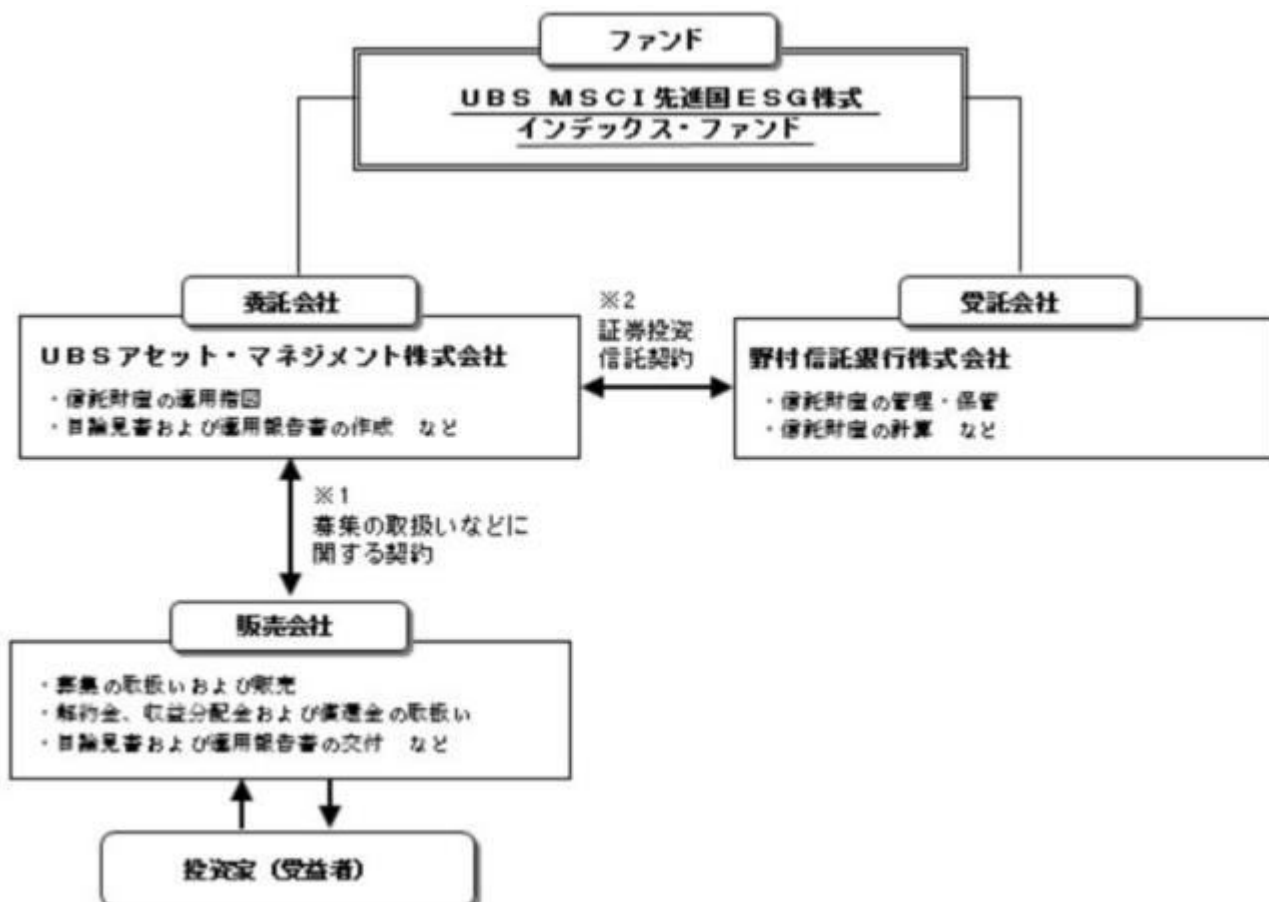 ファンド
UBS MSCI先進国ESG株式
インデックス・ファンド
委託会社
UBSアセット・マネジメント株式会社
・信託財産の運用指図
・目論見書および運用報告書の作成　など
※2
証券投資
信託契約
受託会社
野村信託銀行株式会社
・信託財産の管理・保管
・信託財産の計算　など
※1
募集の取扱いなどに
関する契約
販売会社
・募集の取扱いおよび販売
・解約金、収益分配金および償還金の取扱い
・目論見書および運用報告書の交付　など
投資家（受益者）